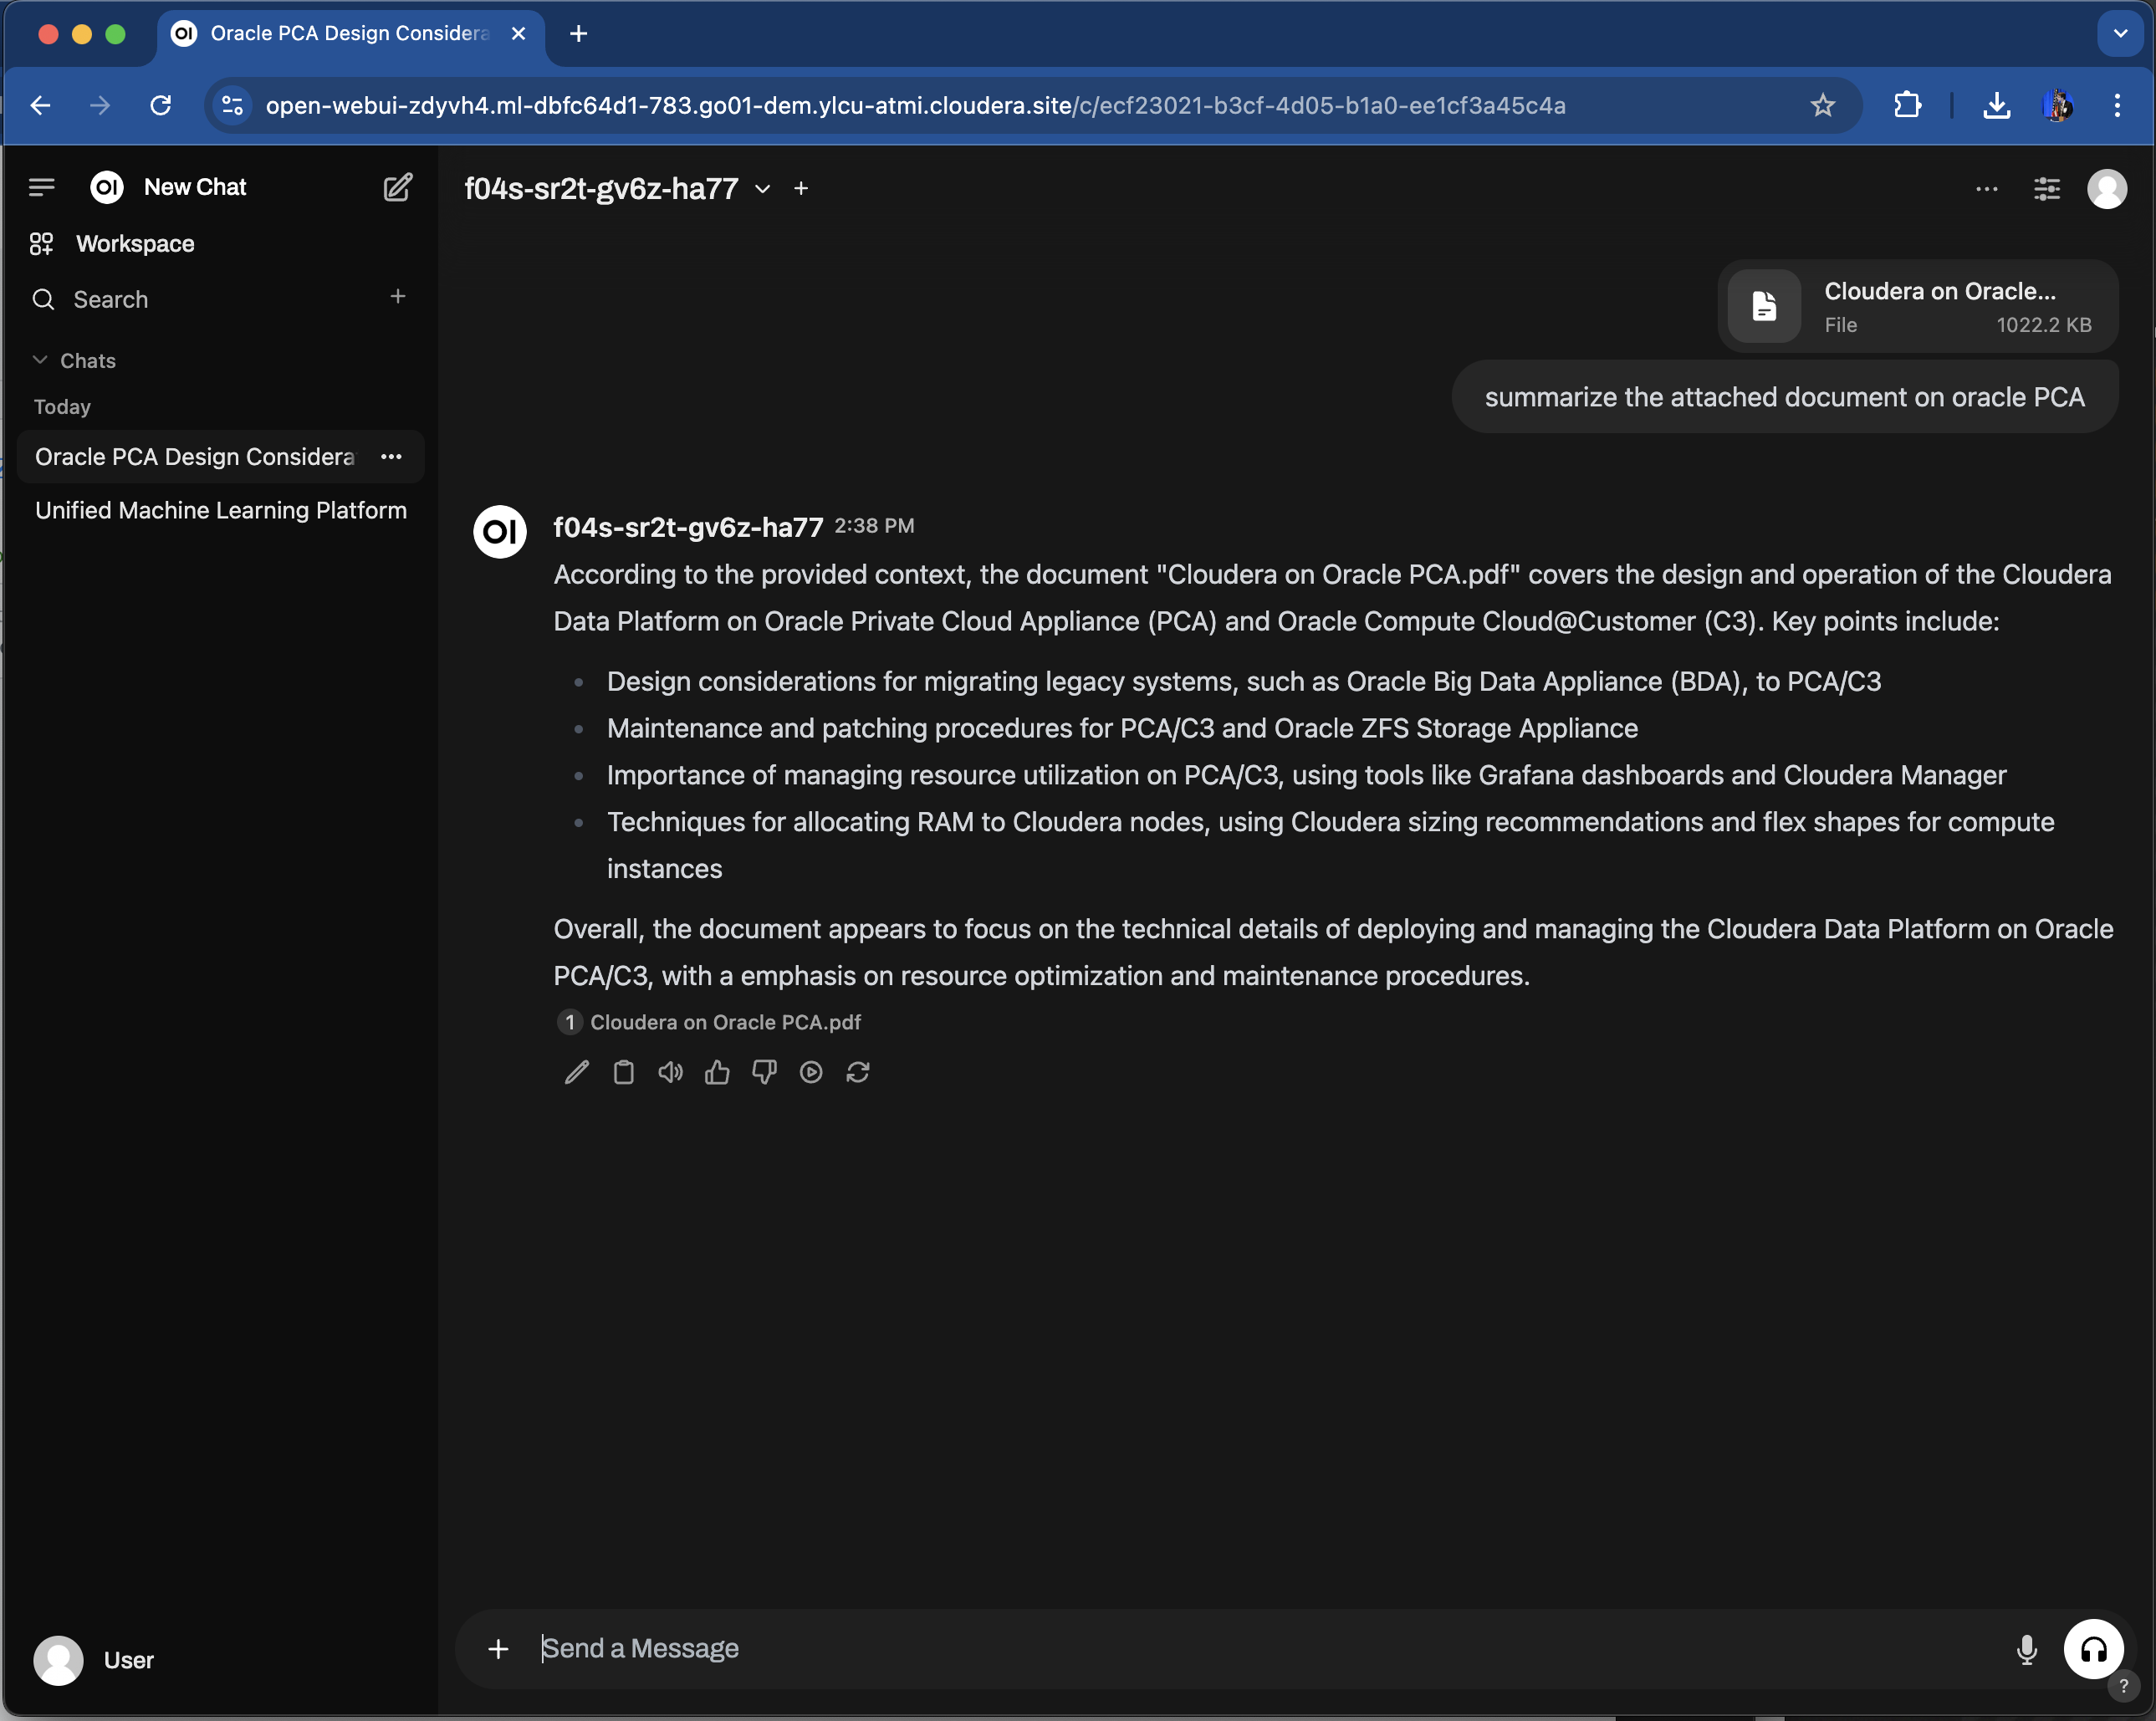 Oracle PCA Design Considera
open-webui-zdyvh4.ml-dbfc64d1-783.go01-dem.ylcu-atmi.cloudera.site/c/ecf23021-b3cf-4d05-b1a0-ee1cf3a45c4a
OI New Chat
Workspace
Search
Chats
Today
Oracle PCA Design Considera
Unified Machine Learning Platform
User
f04s-sr2t-gv6z-ha77
Cloudera on Oracle...
File 1022.2 KB
summarize the attached document on oracle PCA
OI f04s-sr2t-gv6z-ha77 2:38 PM
According to the provided context, the document "Cloudera on Oracle PCA.pdf" covers the design and operation of the Cloudera
Data Platform on Oracle Private Cloud Appliance (PCA) and Oracle Compute Cloud@Customer (C3). Key points include:
• Design considerations for migrating legacy systems, such as Oracle Big Data Appliance (BDA), to PCA/C3
• Maintenance and patching procedures for PCA/C3 and Oracle ZFS Storage Appliance
• Importance of managing resource utilization on PCA/C3, using tools like Grafana dashboards and Cloudera Manager
• Techniques for allocating RAM to Cloudera nodes, using Cloudera sizing recommendations and flex shapes for compute
instances
Overall, the document appears to focus on the technical details of deploying and managing the Cloudera Data Platform on Oracle
PCA/C3, with a emphasis on resource optimization and maintenance procedures.
1 Cloudera on Oracle PCA.pdf
Send a Message
?